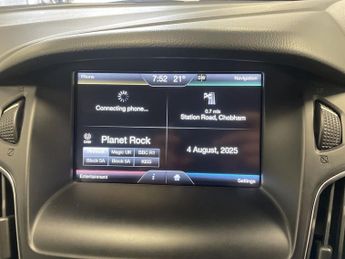 Phone
7:52 21°
Navigation
Connecting phone...
0.7 mls
Station Road, Chobham
Planet Rock
Magic UK BBC R1
Block 5A Block 5A
4 August, 2025
Entertainment
i
Settings